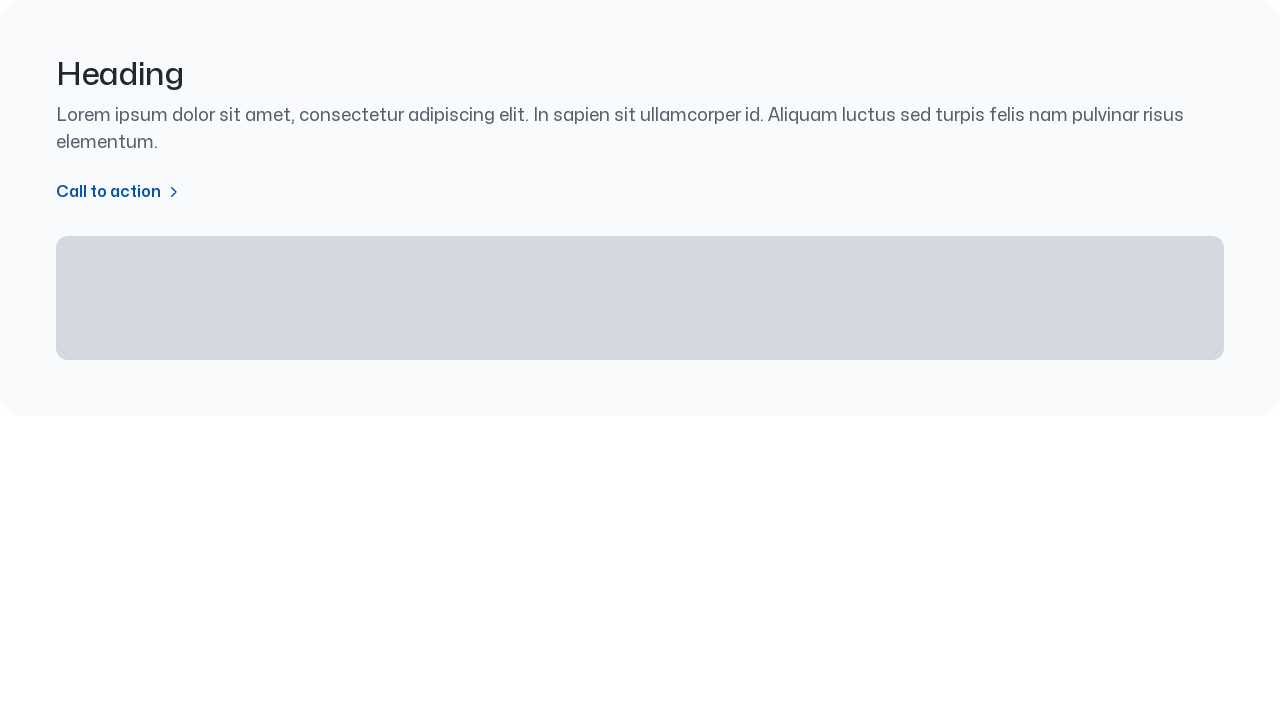 Heading
Lorem ipsum dolor sit amet, consectetur adipiscing elit. In sapien sit ullamcorper id. Aliquam luctus sed turpis felis nam pulvinar risus
elementum.
Call to action